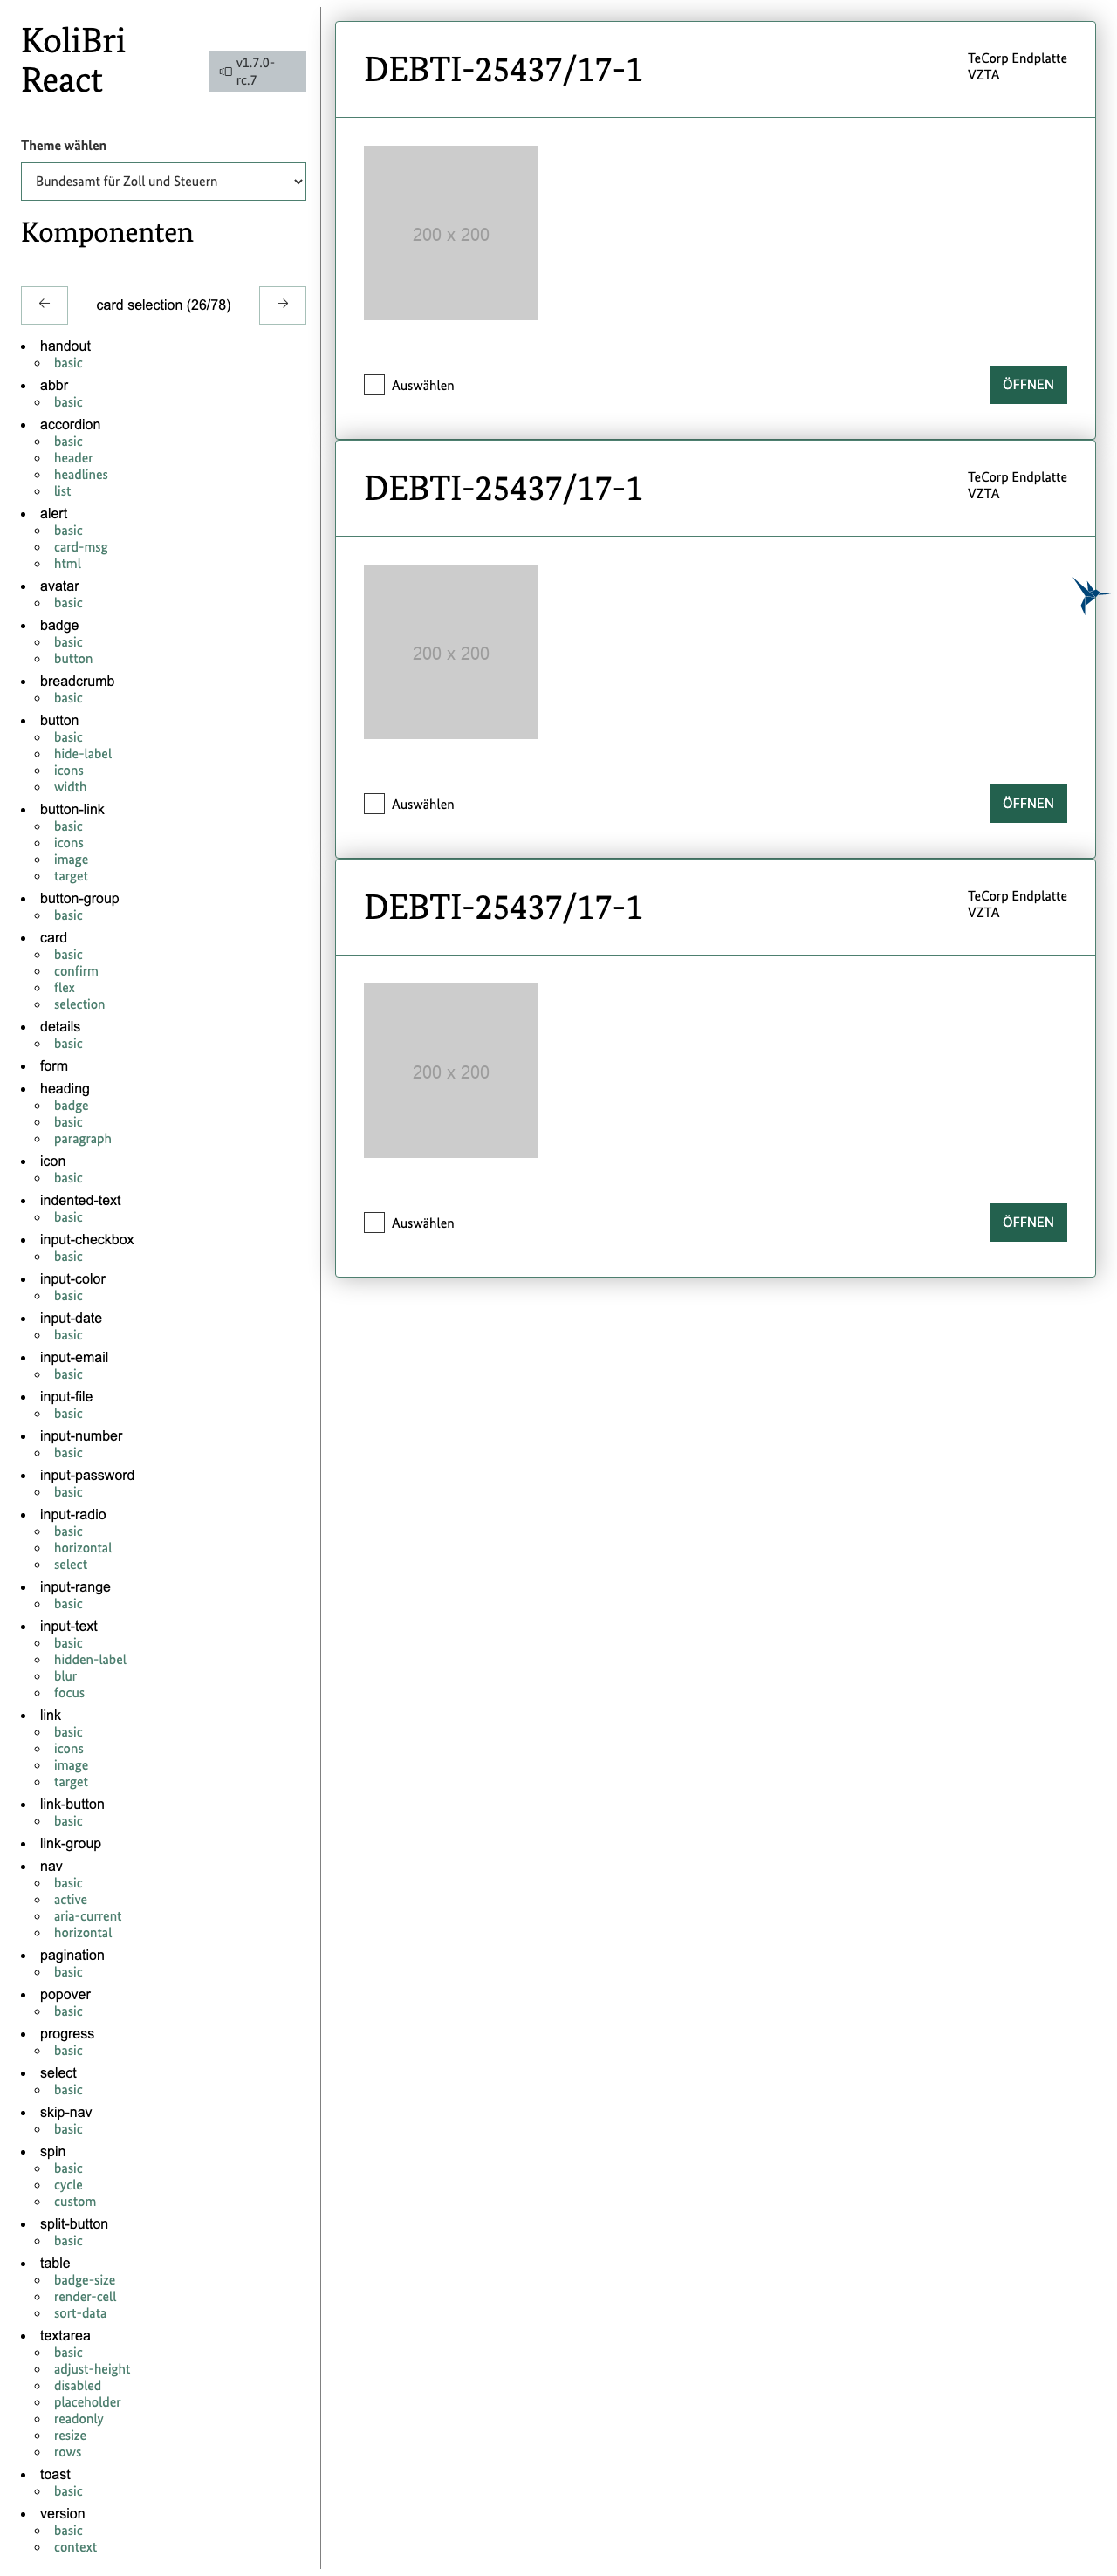 KoliBri
React
v1.7.0-
rc.7
Theme wählen
Bundesamt für Zoll und Steuern
Komponenten
card selection (26/78)
handout
basic
abbr
basic
accordion
basic
header
headlines
list
alert
basic
card-msg
html
avatar
basic
badge
basic
button
breadcrumb
basic
button
basic
hide-label
icons
width
button-link
basic
icons
image
target
button-group
basic
card
basic
confirm
flex
selection
details
basic
form
heading
badge
basic
paragraph
icon
basic
indented-text
basic
input-checkbox
basic
input-color
basic
input-date
basic
input-email
basic
input-file
basic
input-number
basic
input-password
basic
input-radio
basic
horizontal
select
input-range
basic
input-text
basic
hidden-label
blur
focus
link
basic
icons
image
target
link-button
basic
link-group
nav
basic
active
aria-current
horizontal
pagination
basic
popover
basic
progress
basic
select
basic
skip-nav
basic
spin
basic
cycle
custom
split-button
basic
table
badge-size
render-cell
sort-data
textarea
basic
adjust-height
disabled
placeholder
readonly
resize
rows
toast
basic
version
basic
context
DEBTI-25437/17-1
TeCorp Endplatte
VZTA
200 x 200
Auswählen
ÖFFNEN
DEBTI-25437/17-1
TeCorp Endplatte
VZTA
200 x 200
Auswählen
ÖFFNEN
DEBTI-25437/17-1
TeCorp Endplatte
VZTA
200 x 200
Auswählen
ÖFFNEN